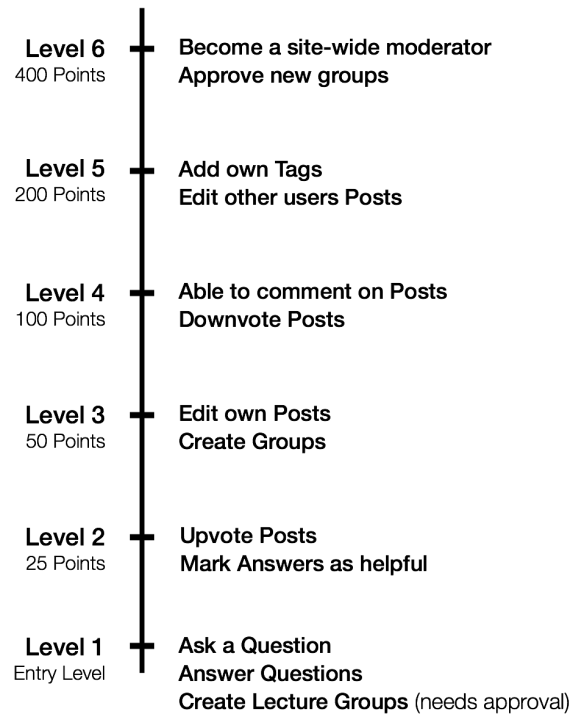 Level 6
400 Points
Become a site-wide moderator
Approve new groups
Level 5
200 Points
Add own Tags
Edit other users Posts
Level 4
100 Points
Able to comment on Posts
Downvote Posts
Level 3
50 Points
Edit own Posts
Create Groups
Level 2
25 Points
Upvote Posts
Mark Answers as helpful
Level 1
Entry Level
Ask a Question
Answer Questions
Create Lecture Groups (needs approval)